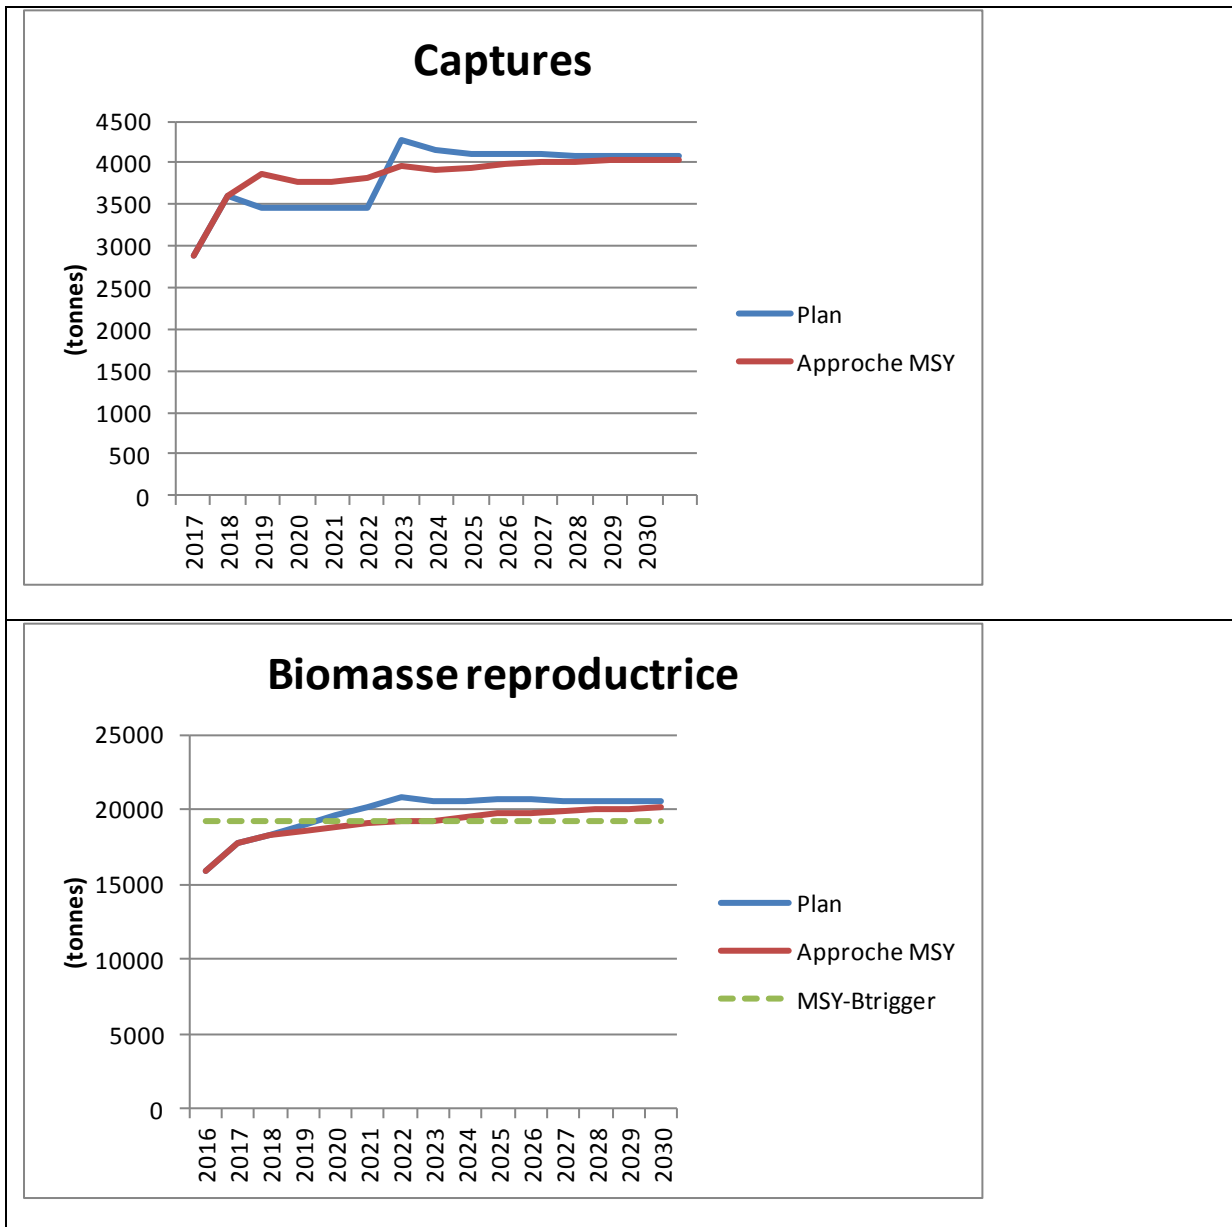 Captures
4500
4000
3500
3000
2500
2000
1500
1000
500
0
(tonnes)
2017 2018 2019 2020 2021 2022 2023 2024 2025 2026 2027 2028 2029 2030
Plan
Approche MSY
Biomasse reproductrice
25000
20000
15000
10000
5000
0
(tonnes)
2016 2017 2018 2019 2020 2021 2022 2023 2024 2025 2026 2027 2028 2029 2030
Plan
Approche MSY
MSY-Btrigger